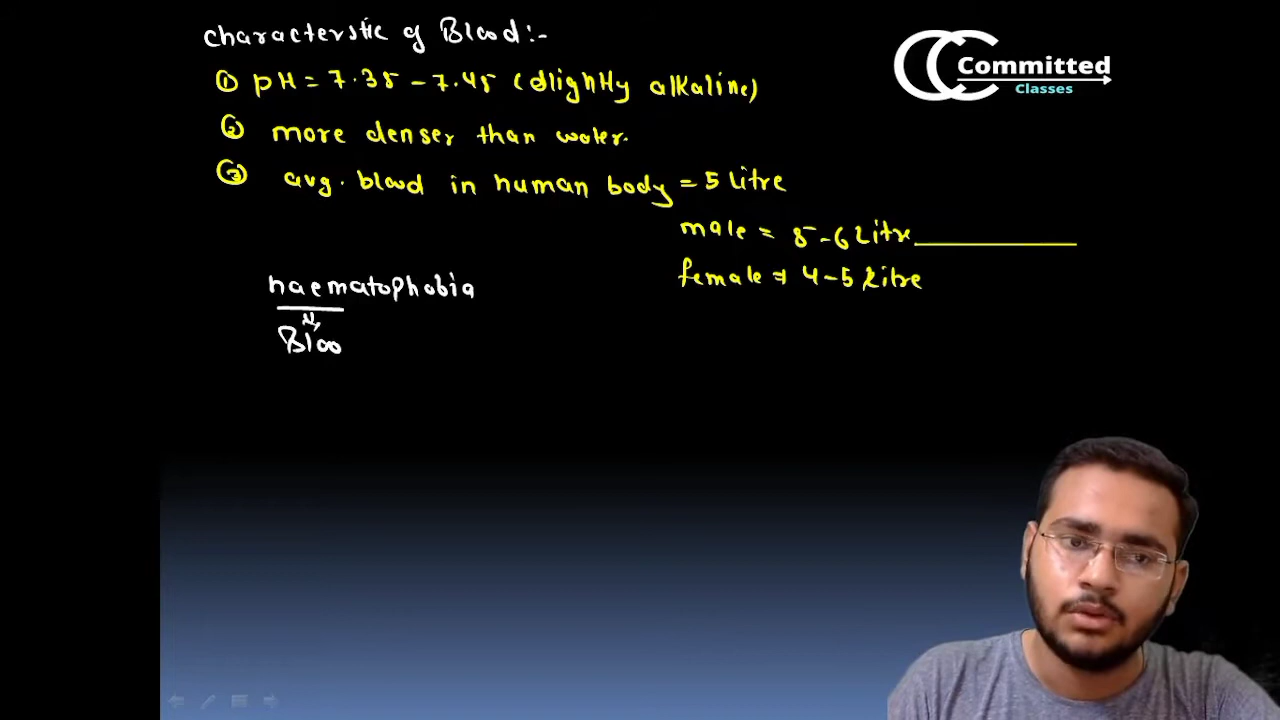 characterstic of Blood :-
① pH = 7.35 - 7.45 (slightly alkaline)
② more denser than water.
③ avg. blood in human body = 5 Litre
male = 5-6 Litre
female ⇒ 4-5 Litre
haematophobia
Bloo
Committed
Classes